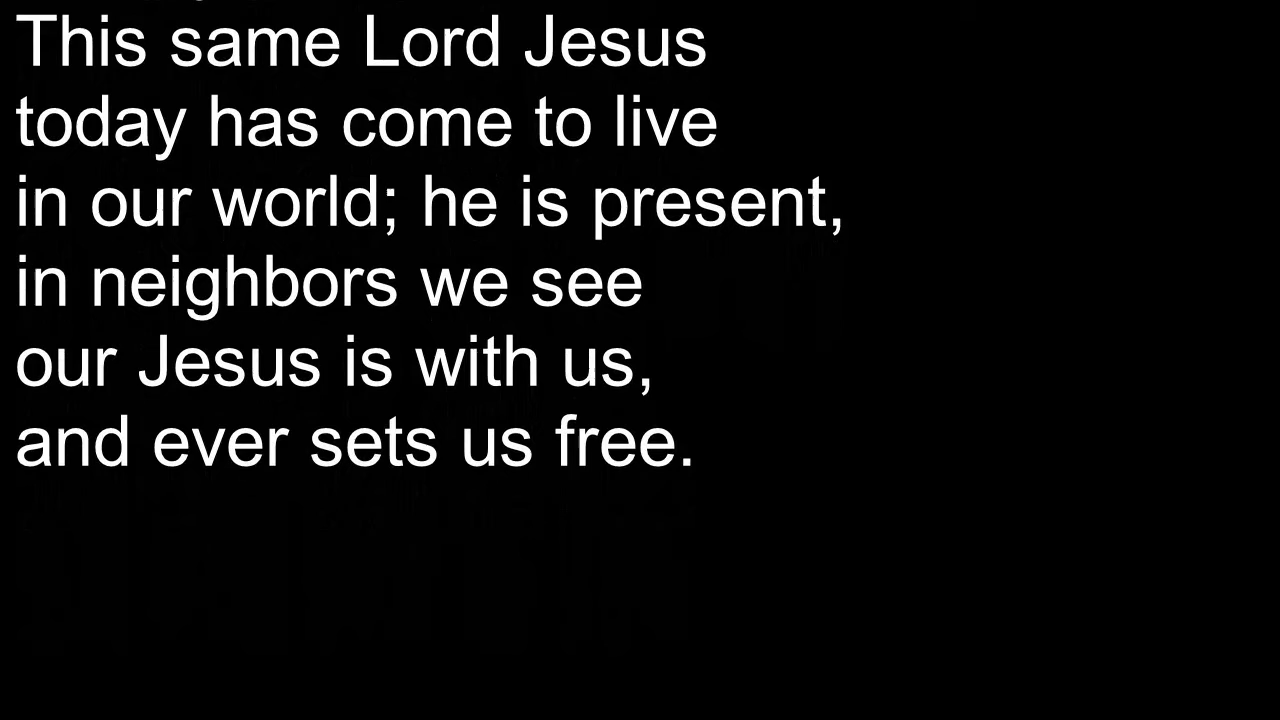 This same Lord Jesus
today has come to live
in our world; he is present,
in neighbors we see
our Jesus is with us,
and ever sets us free.